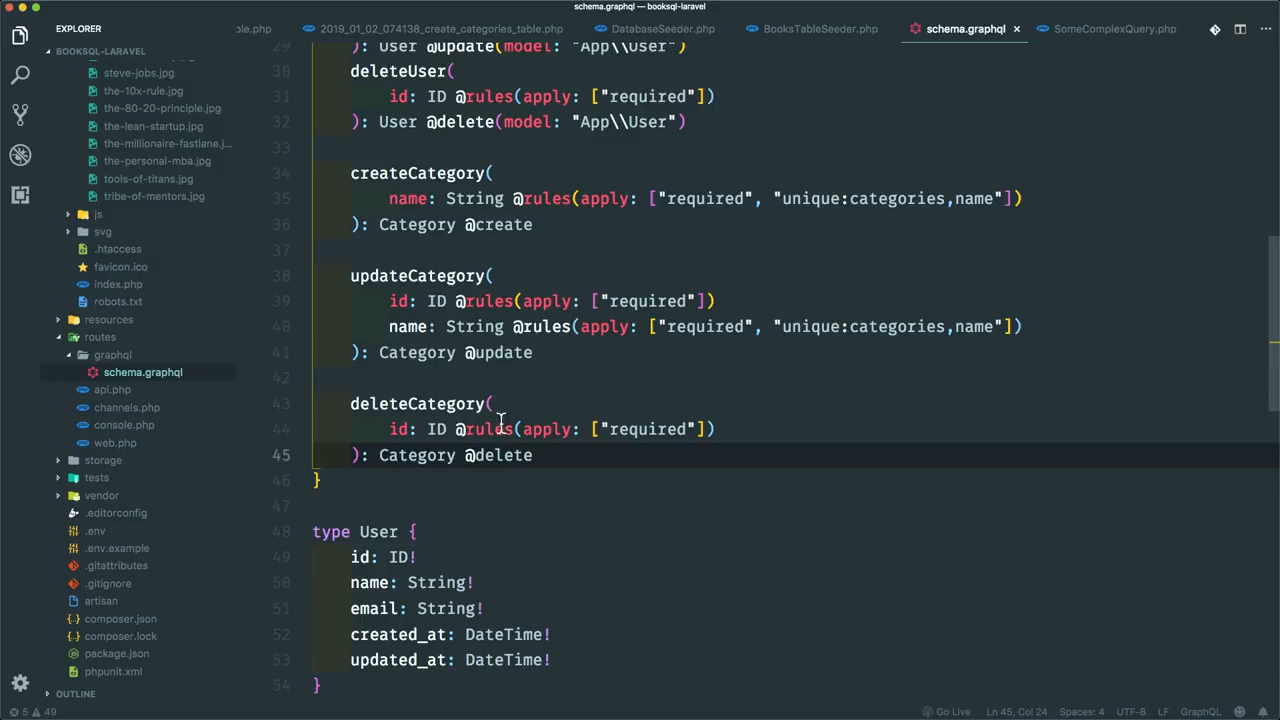 schema.graphql — booksql-laravel
EXPLORER
BOOKSQL-LARAVEL
steve-jobs.jpg
the-10x-rule.jpg
the-80-20-principle.jpg
the-lean-startup.jpg
the-millionaire-fastlane.j...
the-personal-mba.jpg
tools-of-titans.jpg
tribe-of-mentors.jpg
js
svg
.htaccess
favicon.ico
index.php
robots.txt
resources
routes
graphql
schema.graphql
api.php
channels.php
console.php
web.php
storage
tests
vendor
.editorconfig
.env
.env.example
.gitattributes
.gitignore
artisan
composer.json
composer.lock
package.json
phpunit.xml
OUTLINE
ole.php
2019_01_02_074138_create_categories_table.php
DatabaseSeeder.php
BooksTableSeeder.php
schema.graphql
SomeComplexQuery.php
29 ): User @update(model: "App\\User")
30 deleteUser(
31 id: ID @rules(apply: ["required"])
32 ): User @delete(model: "App\\User")
33
34 createCategory(
35 name: String @rules(apply: ["required", "unique:categories,name"])
36 ): Category @create
37
38 updateCategory(
39 id: ID @rules(apply: ["required"])
40 name: String @rules(apply: ["required", "unique:categories,name"])
41 ): Category @update
42
43 deleteCategory(
44 id: ID @rules(apply: ["required"])
45 ): Category @delete
46 }
47
48 type User {
49 id: ID!
50 name: String!
51 email: String!
52 created_at: DateTime!
53 updated_at: DateTime!
54 }
5 49
Go Live Ln 45, Col 24 Spaces: 4 UTF-8 LF GraphQL